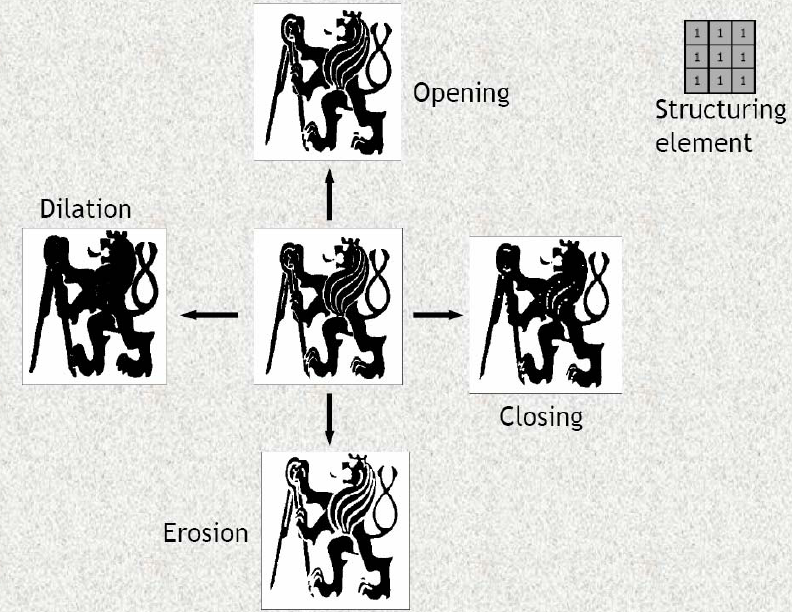 Opening
1 1 1
1 1 1
1 1 1
Structuring
element
Dilation
Closing
Erosion